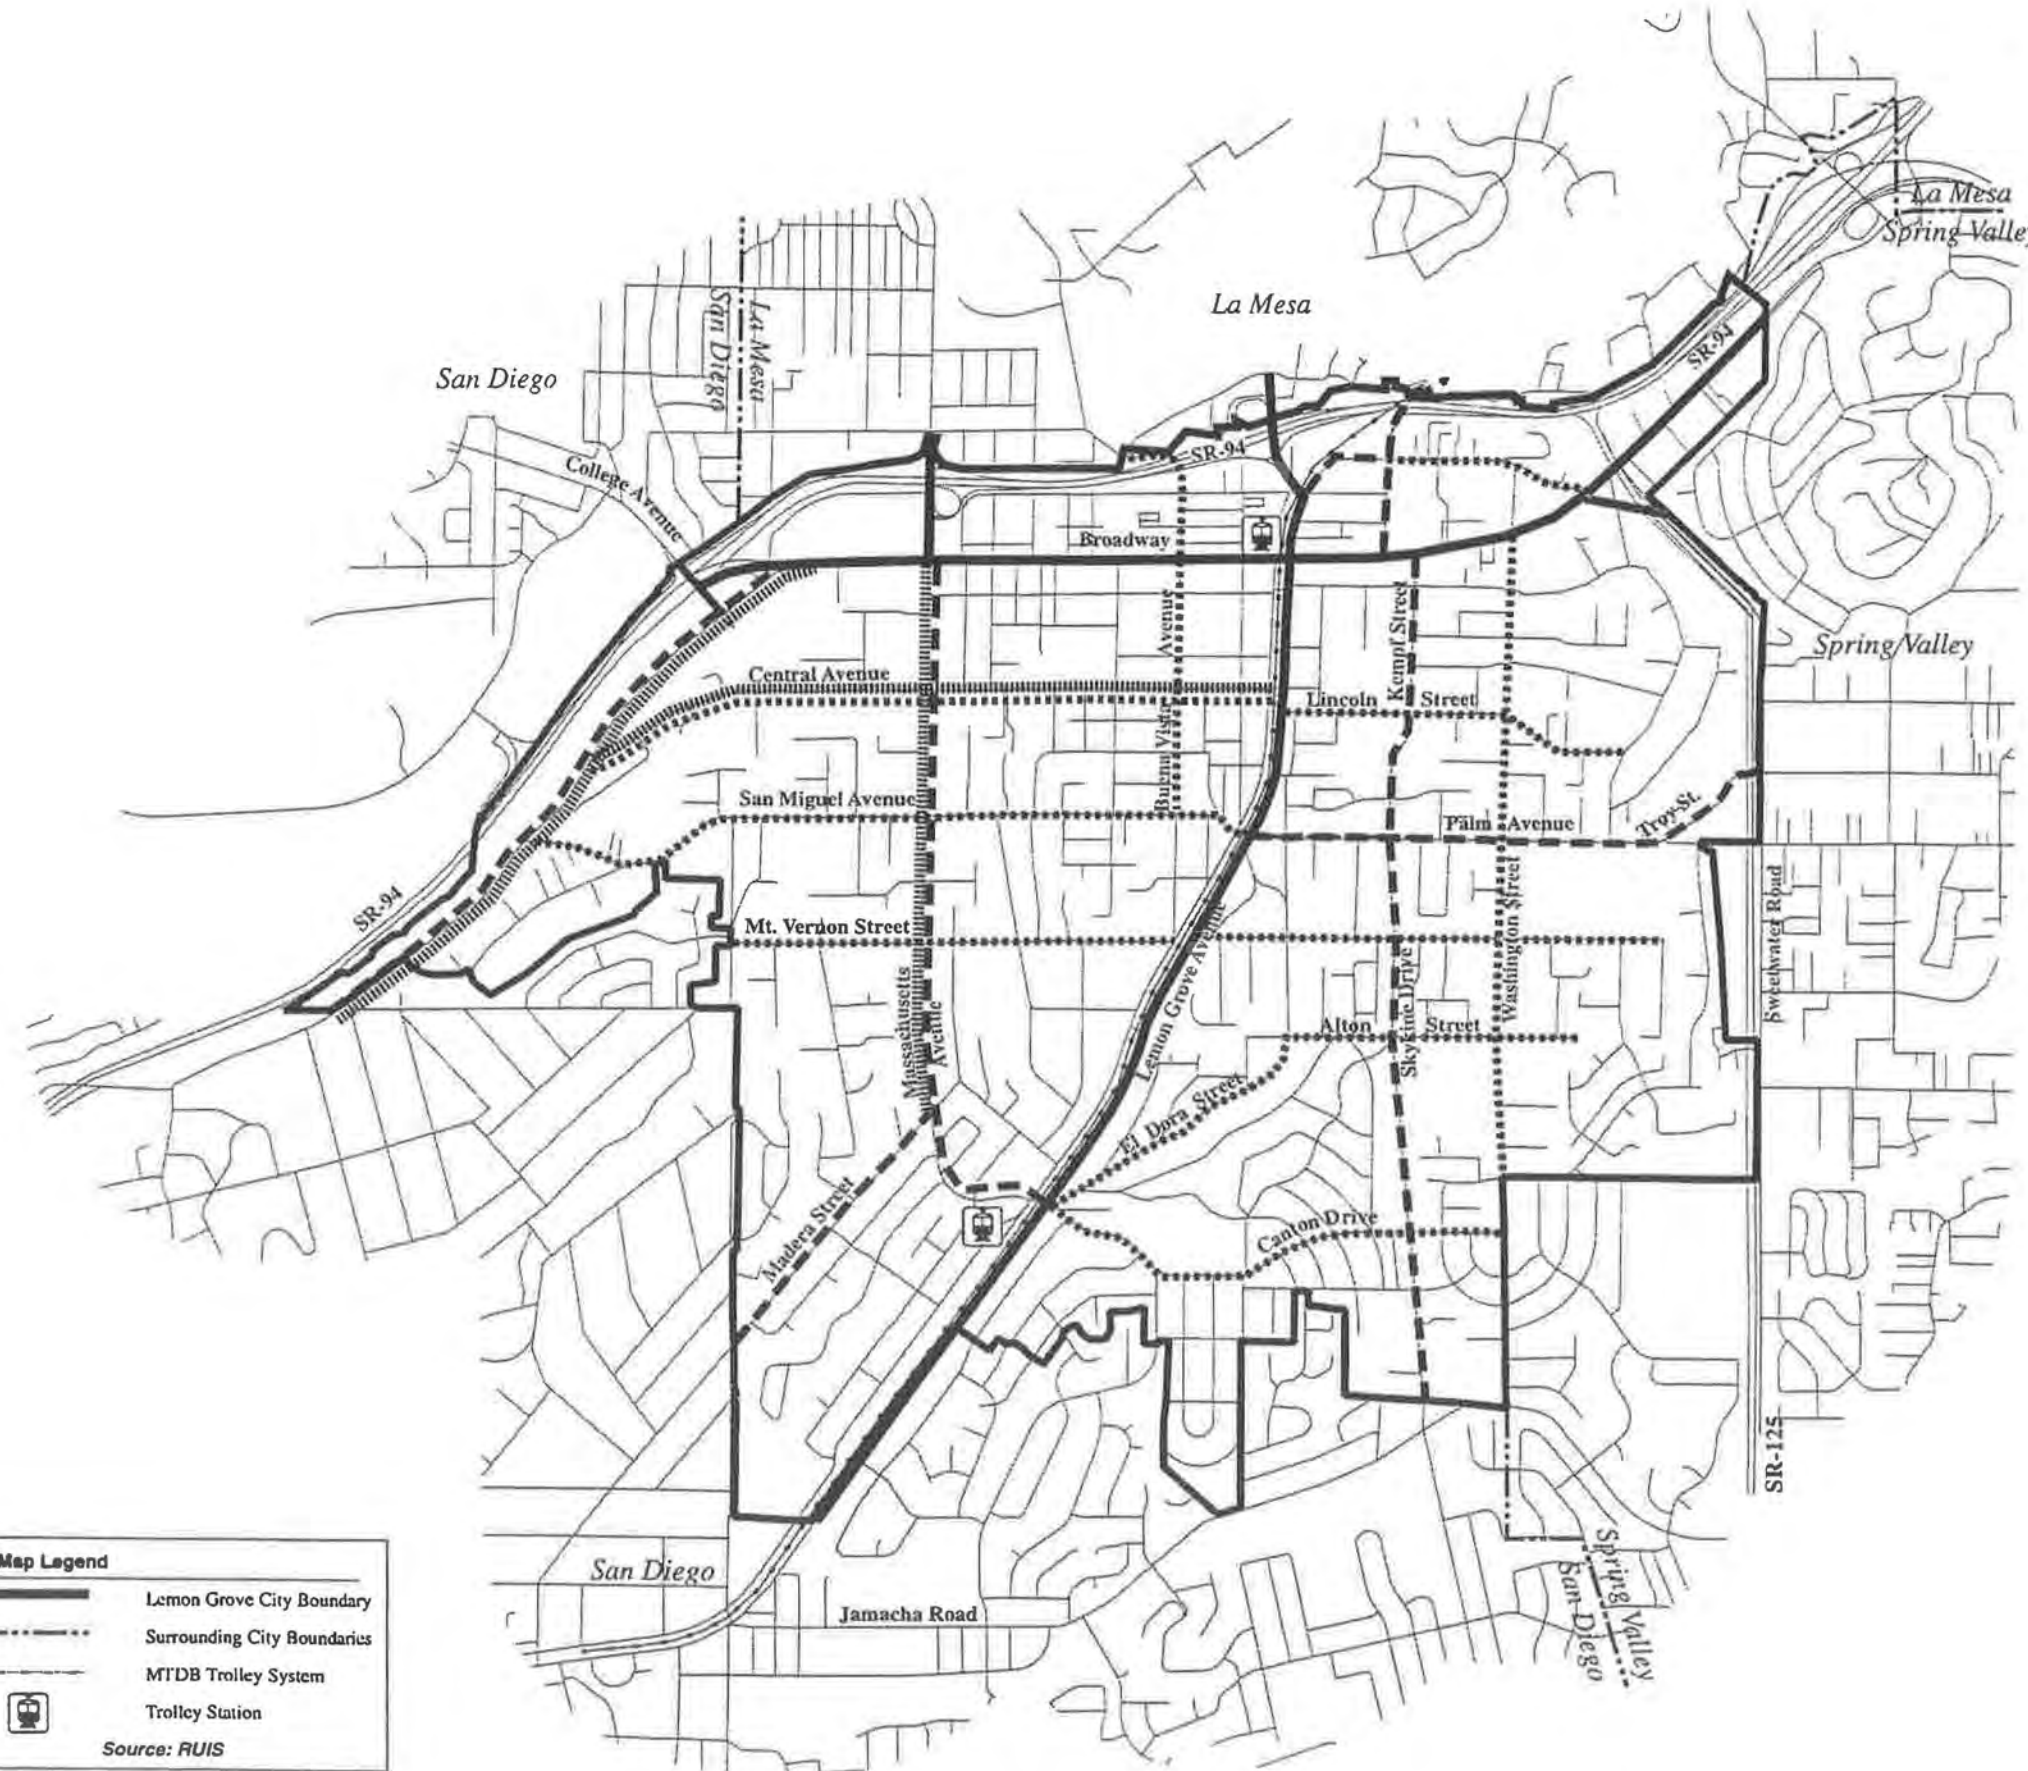 La Mesa
Spring Valle
La Mesa
San Diego
La Mesa
San Diego
SR-94
College Avenue
SR-94
Broadway
Avenue
Buena Vista
Kempf Street
Spring Valley
Central Avenue
Lincoln Street
San Miguel Avenue
Palm Avenue
Troy St.
SR-94
Mt. Vernon Street
Massachusetts
Avenue
Lemon Grove Avenue
Skyline Drive
Washington Street
Sweetwater Road
Alton Street
El Dora Street
Madera Street
Canton Drive
SR-125
San Diego
Jamacha Road
Spring Valley
San Diego
Map Legend
Lemon Grove City Boundary
Surrounding City Boundaries
MTDB Trolley System
Trolley Station
Source: RUIS